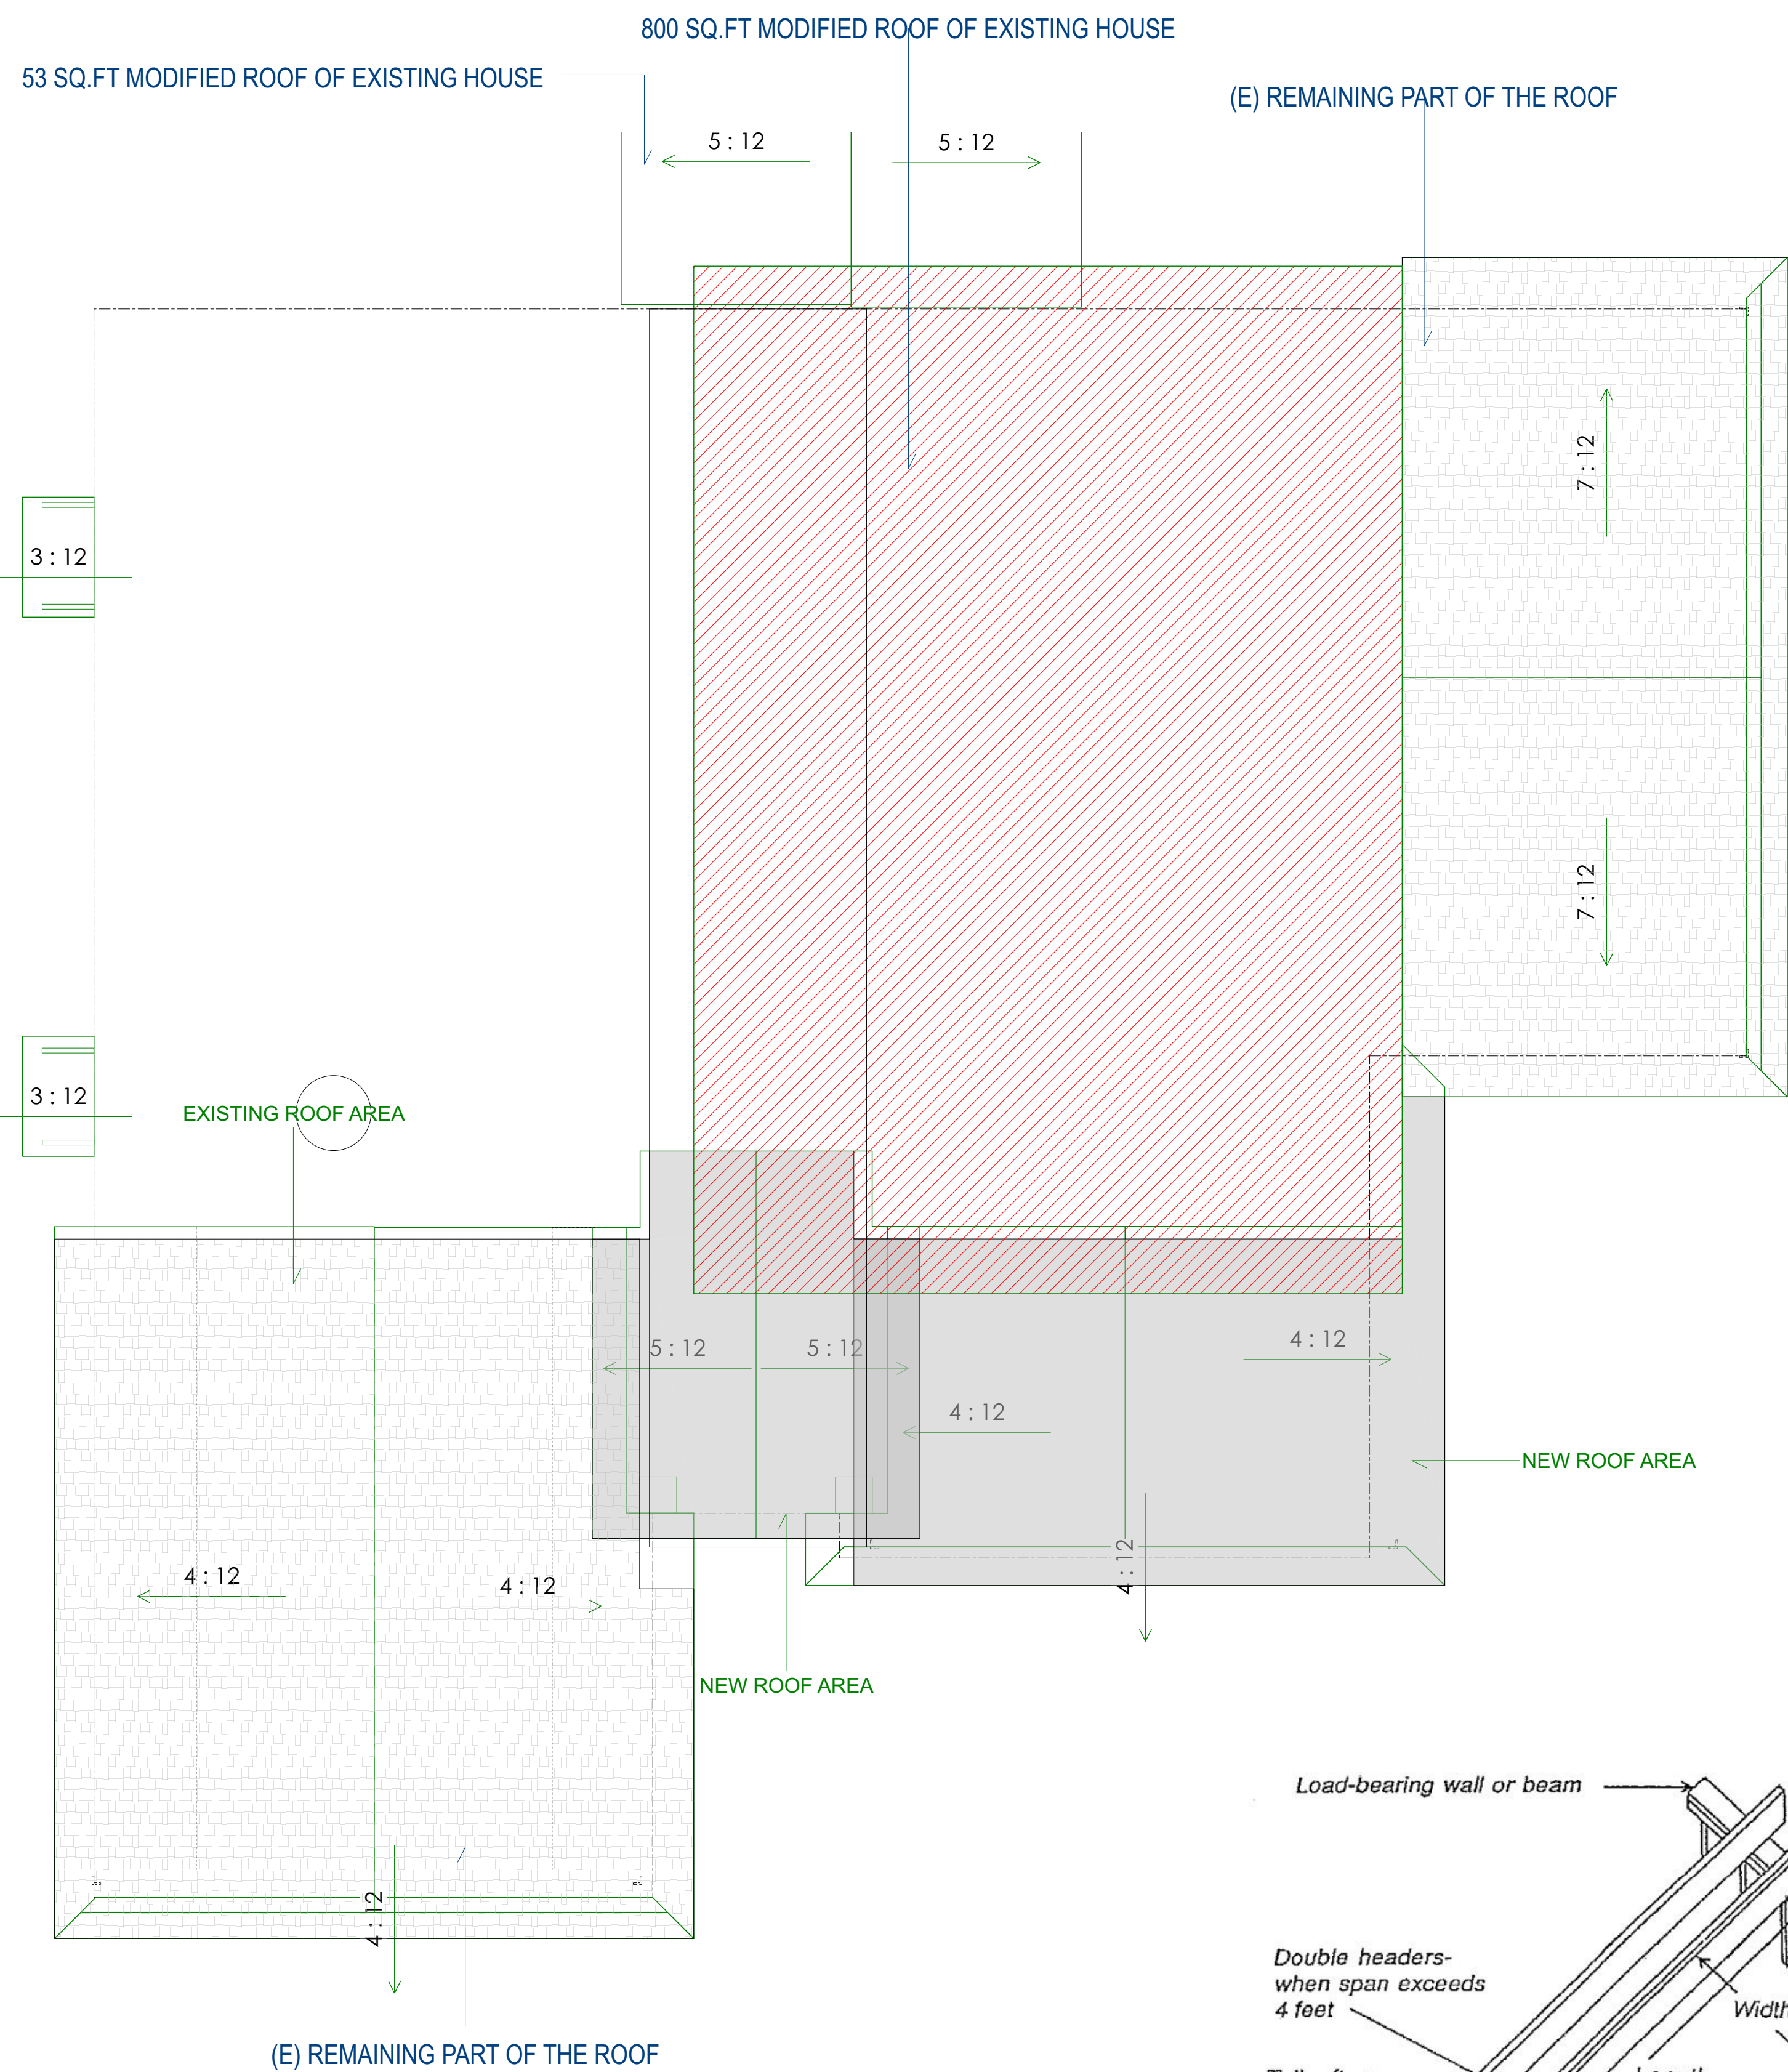 800 SQ.FT MODIFIED ROOF OF EXISTING HOUSE
53 SQ.FT MODIFIED ROOF OF EXISTING HOUSE
(E) REMAINING PART OF THE ROOF
5 : 12
5 : 12
7 : 12
3 : 12
7 : 12
3 : 12
EXISTING ROOF AREA
4 : 12
5 : 12
5 : 12
4 : 12
NEW ROOF AREA
4 : 12
4 : 12
4 : 12
NEW ROOF AREA
Load-bearing wall or beam
4 : 12
Double headers-
when span exceeds
4 feet
Width
(E) REMAINING PART OF THE ROOF